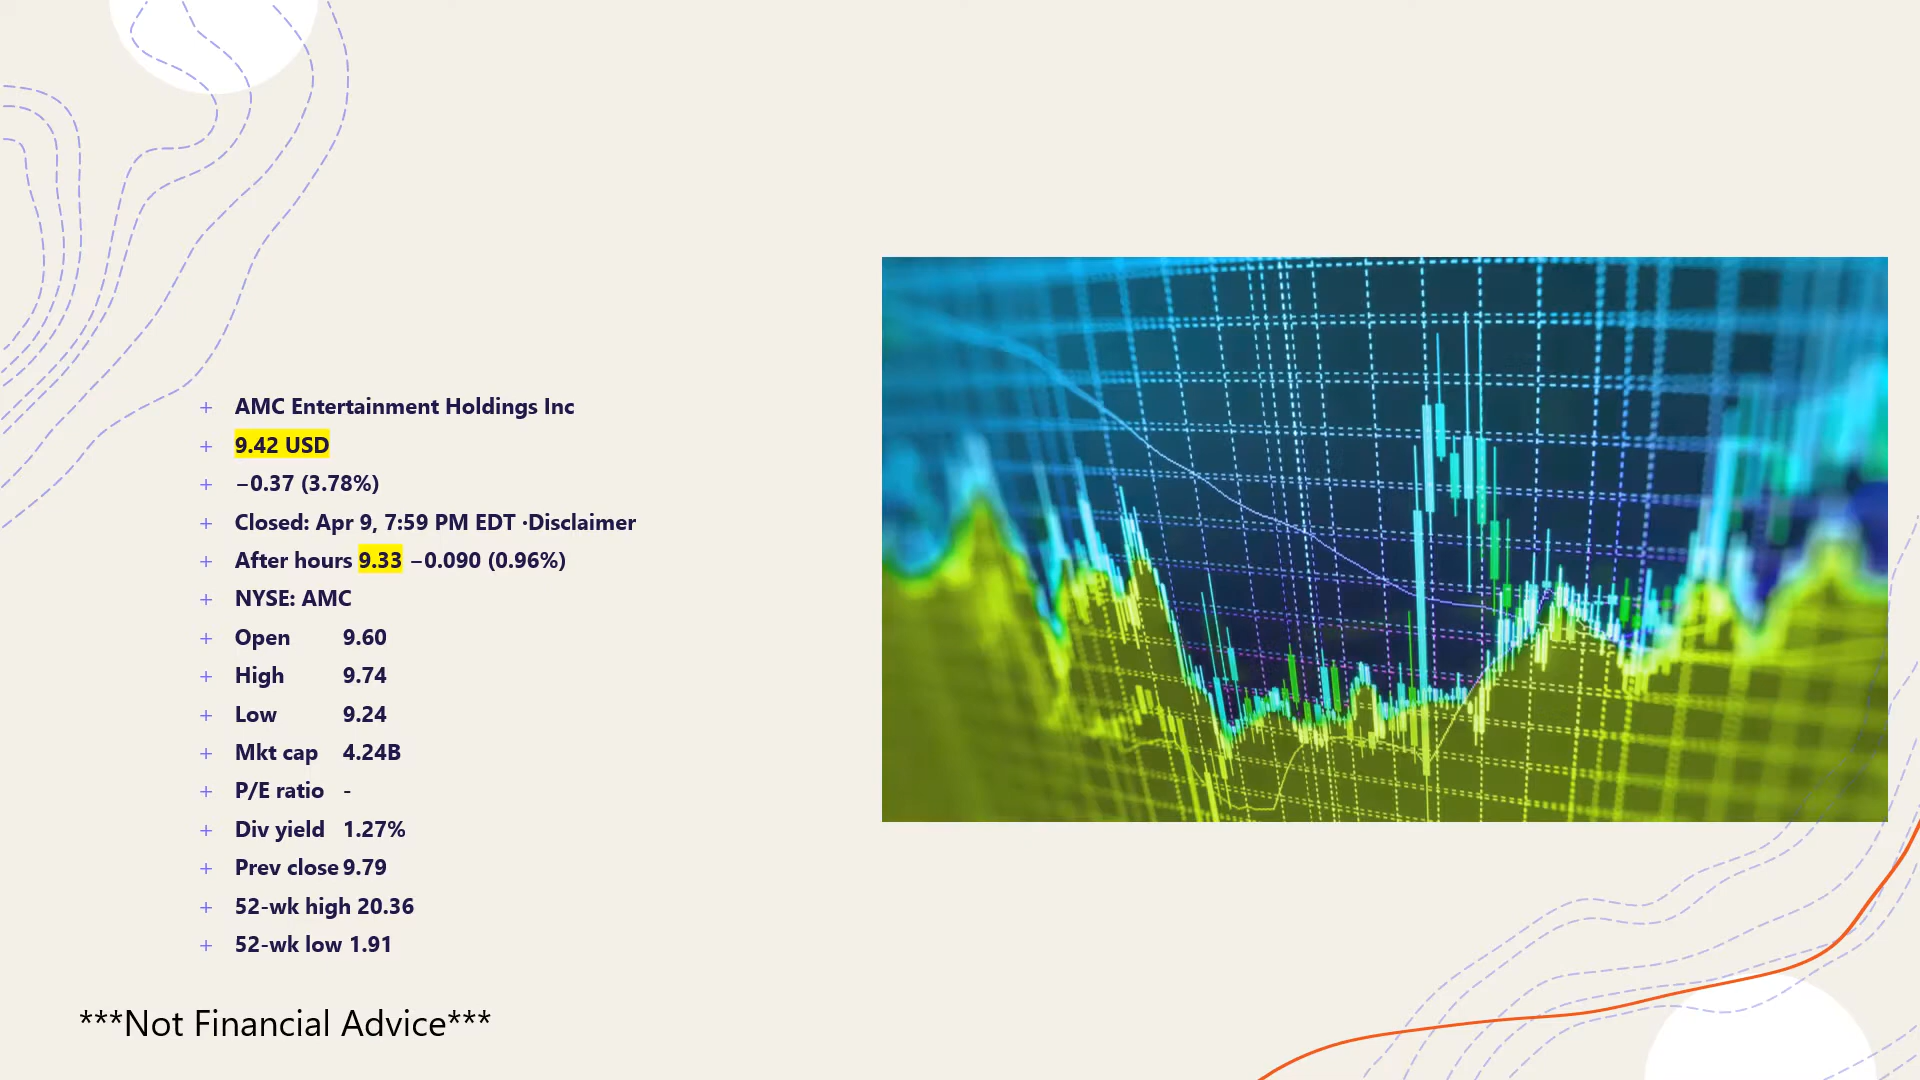 AMC Entertainment Holdings Inc
9.42 USD
−0.37 (3.78%)
Closed: Apr 9, 7:59 PM EDT ·Disclaimer
After hours 9.33 −0.090 (0.96%)
NYSE: AMC
Open 9.60
High 9.74
Low 9.24
Mkt cap 4.24B
P/E ratio -
Div yield 1.27%
Prev close 9.79
52-wk high 20.36
52-wk low 1.91
***Not Financial Advice***